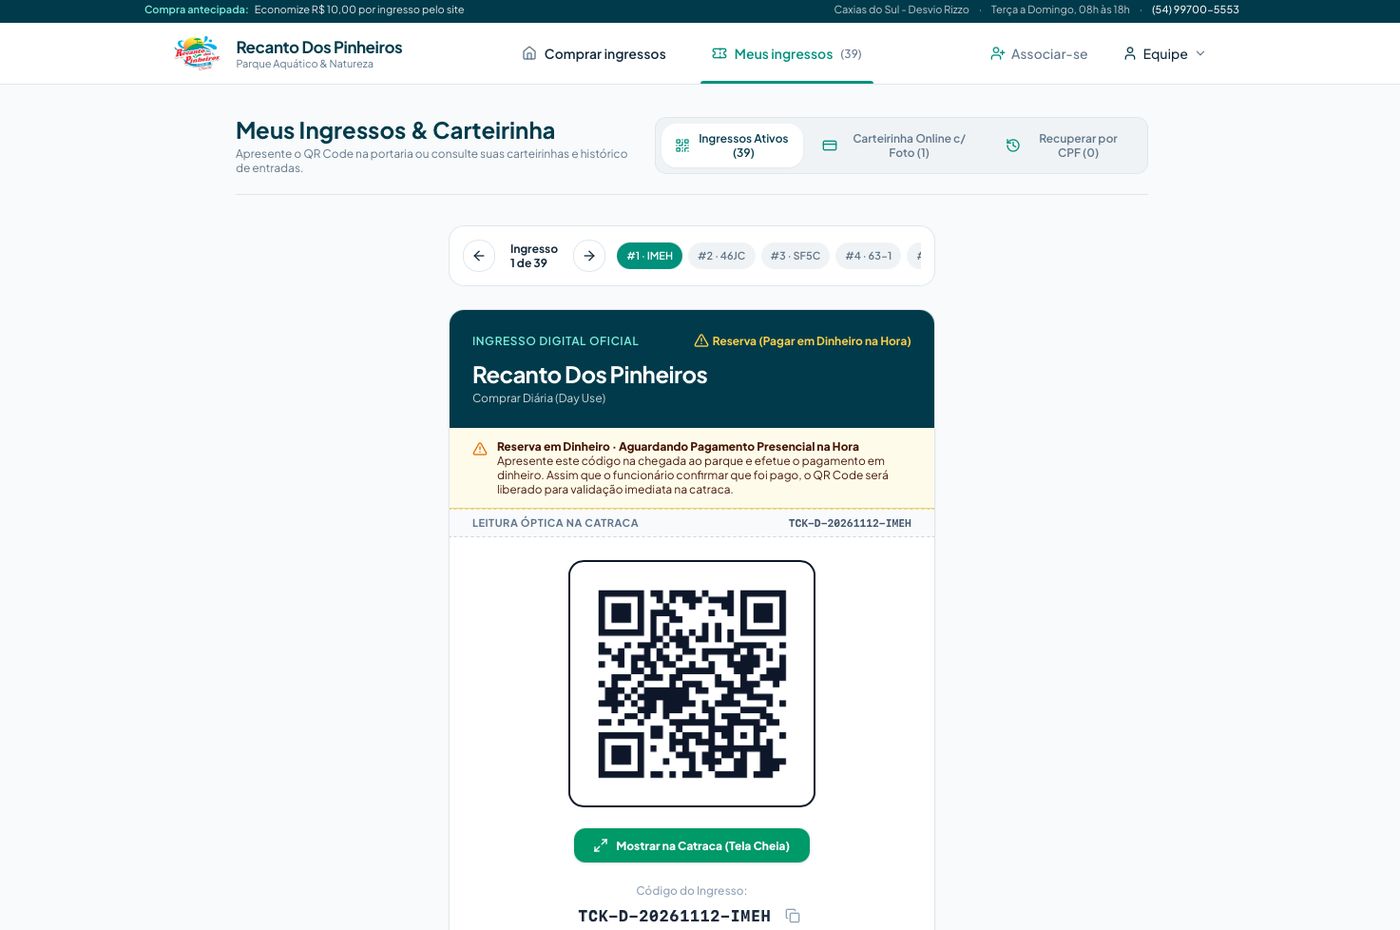 Compra antecipada: Economize R$ 10,00 por ingresso pelo site
Caxias do Sul - Desvio Rizzo · Terça a Domingo, 08h às 18h · (54) 99700-5553
Recanto Dos Pinheiros
Parque Aquático & Natureza
Comprar ingressos
Meus ingressos (39)
Associar-se
Equipe
Meus Ingressos & Carteirinha
Apresente o QR Code na portaria ou consulte suas carteirinhas e histórico
de entradas.
Ingressos Ativos
(39)
Carteirinha Online c/
Foto (1)
Recuperar por
CPF (0)
Ingresso
1 de 39
#1 · IMEH
#2 · 46JC
#3 · SF5C
#4 · 63-1
INGRESSO DIGITAL OFICIAL
Reserva (Pagar em Dinheiro na Hora)
Recanto Dos Pinheiros
Comprar Diária (Day Use)
Reserva em Dinheiro · Aguardando Pagamento Presencial na Hora
Apresente este código na chegada ao parque e efetue o pagamento em
dinheiro. Assim que o funcionário confirmar que foi pago, o QR Code será
liberado para validação imediata na catraca.
LEITURA ÓPTICA NA CATRACA
TCK-D-20261112-IMEH
Mostrar na Catraca (Tela Cheia)
Código do Ingresso:
TCK-D-20261112-IMEH